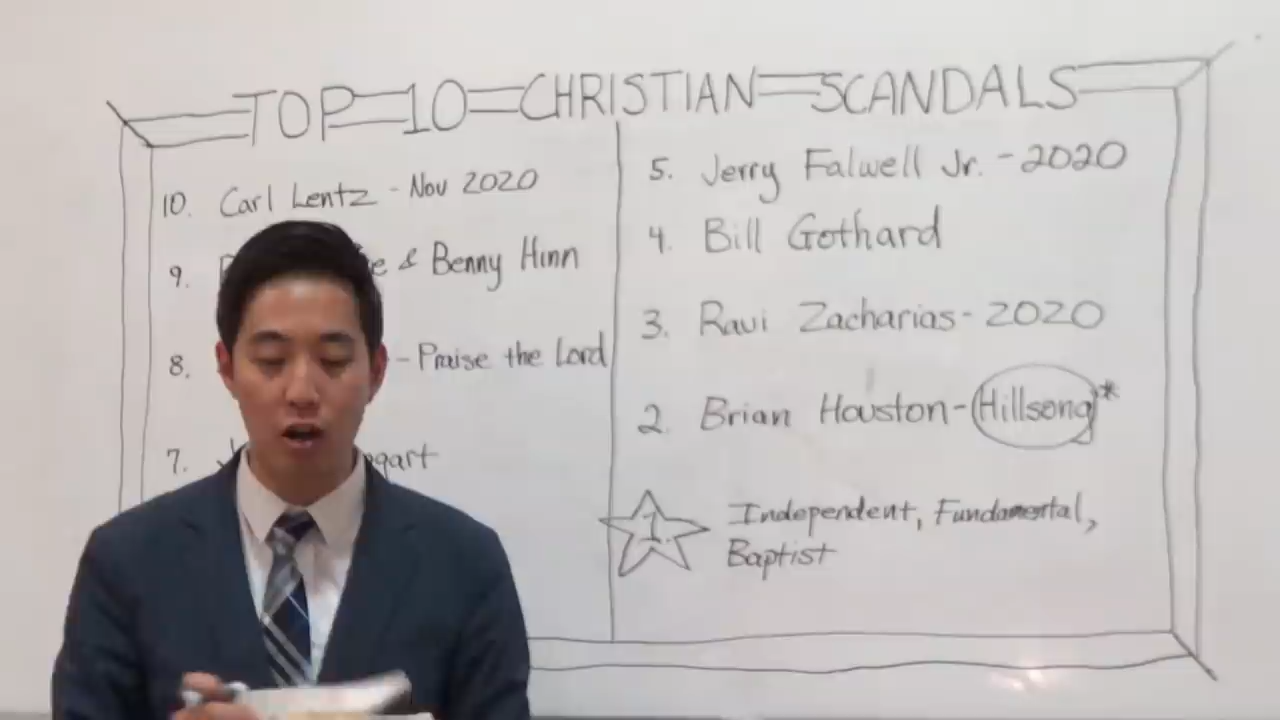 TOP 10 CHRISTIAN SCANDALS
10. Carl Lentz - Nov 2020
9. & Benny Hinn
8. - Praise the Lord
7.
5. Jerry Falwell Jr. - 2020
4. Bill Gothard
3. Ravi Zacharias - 2020
2. Brian Houston - Hillsong*
1. Independent, Fundamental,
Baptist